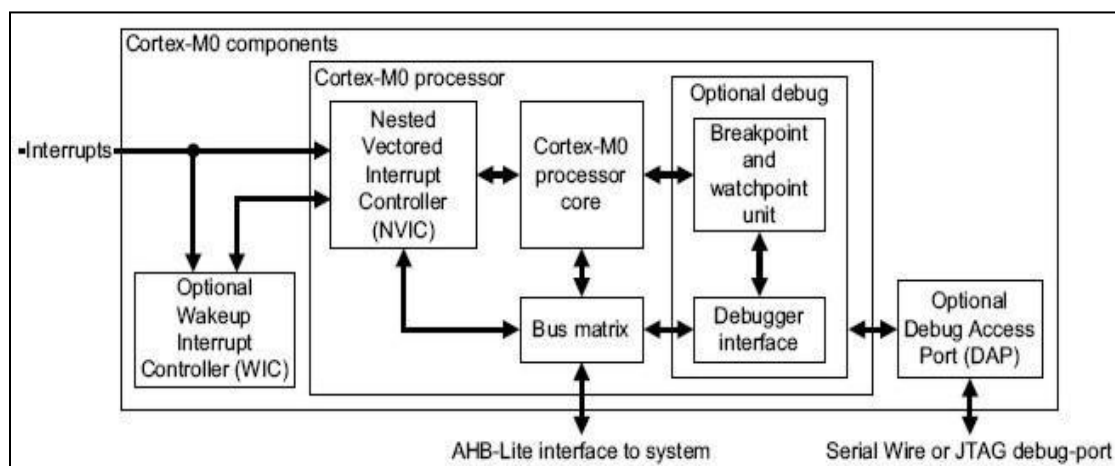 Cortex-M0 components
Cortex-M0 processor
Optional debug
Nested
Vectored
Interrupt
Controller
(NVIC)
Cortex-M0
processor
core
Breakpoint
and
watchpoint
unit
Interrupts
Optional
Wakeup
Interrupt
Controller (WIC)
Bus matrix
Debugger
interface
Optional
Debug Access
Port (DAP)
AHB-Lite interface to system
Serial Wire or JTAG debug-port